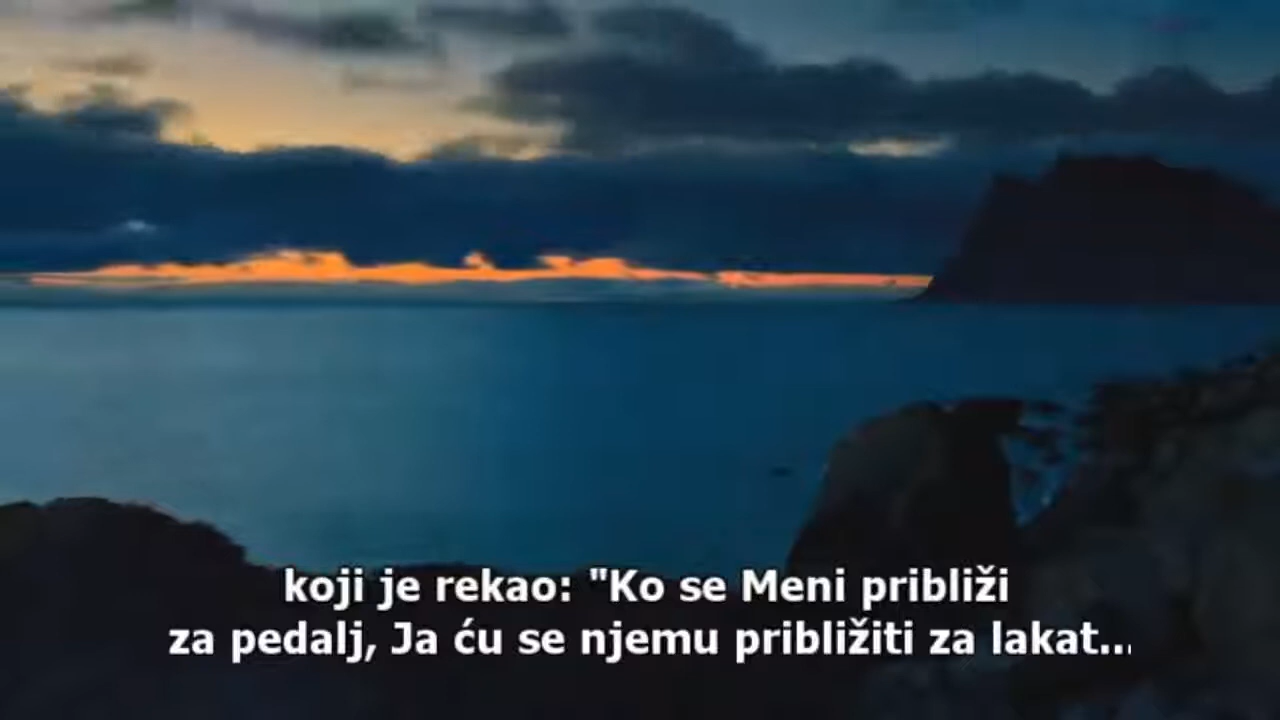 koji je rekao: "Ko se Meni približi
za pedalj, Ja ću se njemu približiti za lakat...